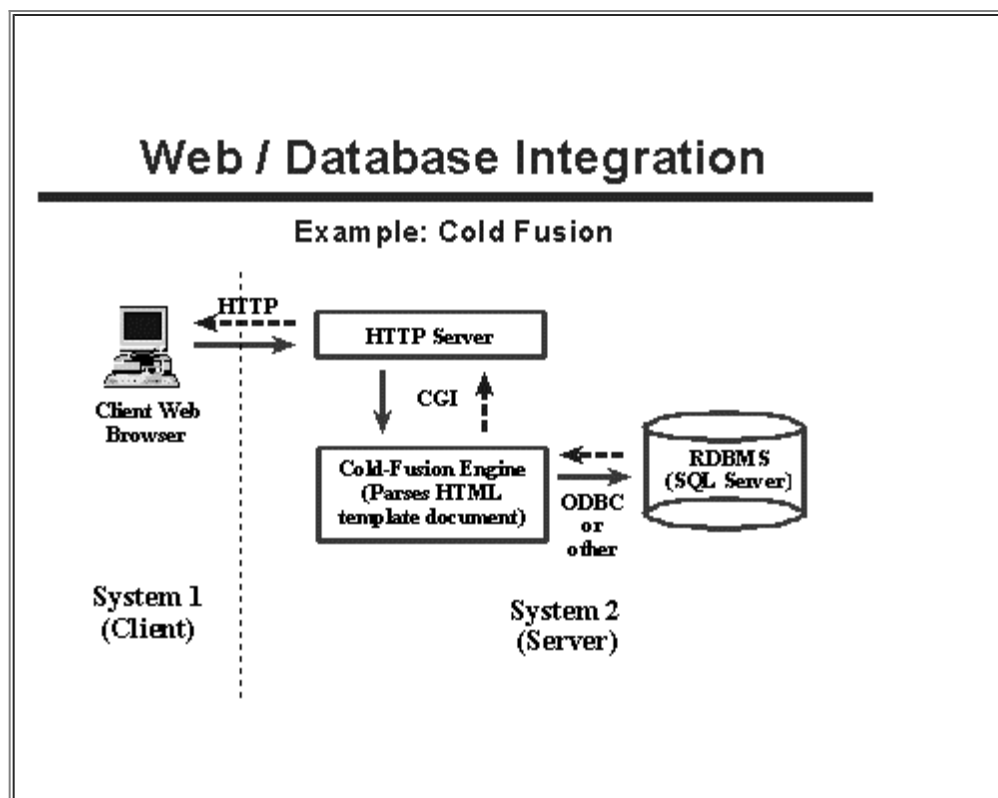 Web / Database Integration
Example: Cold Fusion
HTTP
HTTP Server
Client Web
Browser
CGI
Cold-Fusion Engine
(Parses HTML
template document)
RDBMS
(SQL Server)
ODBC
or
other
System 1
(Client)
System 2
(Server)